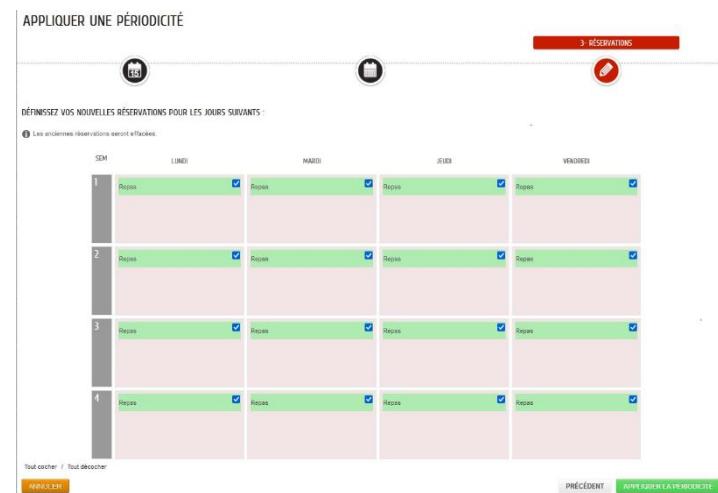 APPLIQUER UNE PÉRIODICITÉ
3- RÉSERVATIONS
15
DÉFINISSEZ VOS NOUVELLES RÉSERVATIONS POUR LES JOURS SUIVANTS :
Les anciennes réservations seront effacées.
SEM LUNDI MARDI JEUDI VENDREDI
1 Repas Repas Repas Repas
2 Repas Repas Repas Repas
3 Repas Repas Repas Repas
4 Repas Repas Repas Repas
Tout cocher / Tout décocher
ANNULER PRÉCÉDENT APPLIQUER LA PÉRIODICITÉ